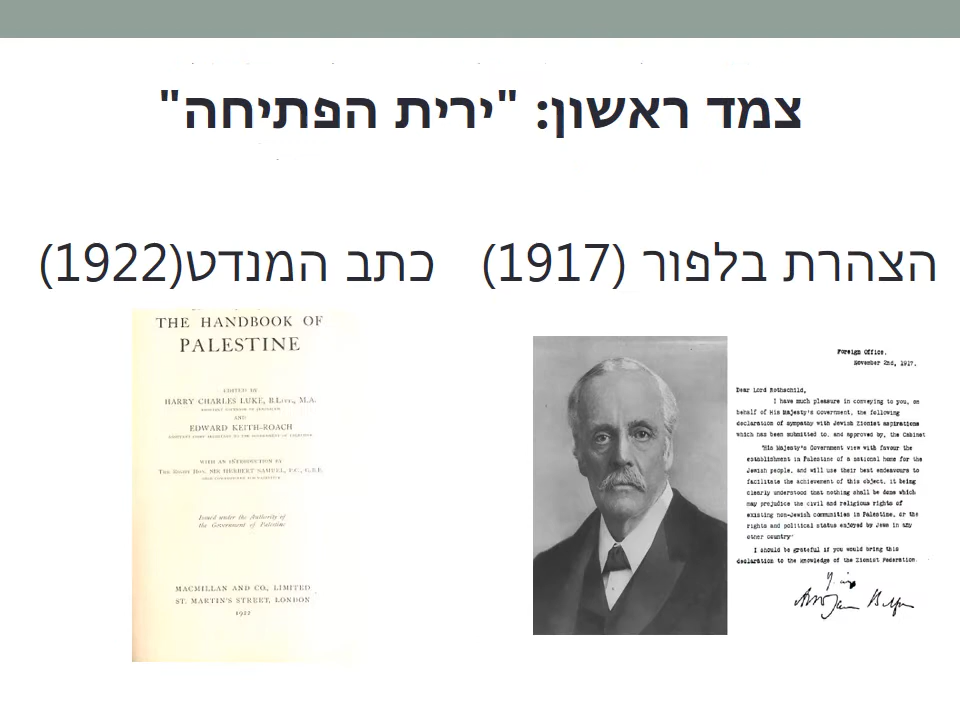 צמד ראשון: "ירית הפתיחה"
הצהרת בלפור (1917)
כתב המנדט(1922)
Foreign Office,
November 2nd, 1917.
Dear Lord Rothschild,
I have much pleasure in conveying to you, on
behalf of His Majesty's Government, the following
declaration of sympathy with Jewish Zionist aspirations
which has been submitted to, and approved by, the Cabinet
"His Majesty's Government view with favour the
establishment in Palestine of a national home for the
Jewish people, and will use their best endeavours to
facilitate the achievement of this object, it being
clearly understood that nothing shall be done which
may prejudice the civil and religious rights of
existing non-Jewish communities in Palestine, or the
rights and political status enjoyed by Jews in any
other country"
I should be grateful if you would bring this
declaration to the knowledge of the Zionist Federation.
THE HANDBOOK OF
PALESTINE
EDITED BY
HARRY CHARLES LUKE, B.Litt., M.A.
AND
EDWARD KEITH-ROACH
WITH AN INTRODUCTION BY
THE RIGHT HON. SIR HERBERT SAMUEL, P.C., G.B.E.
Issued under the Authority of
the Government of Palestine
MACMILLAN AND CO., LIMITED
ST. MARTIN'S STREET, LONDON
1922